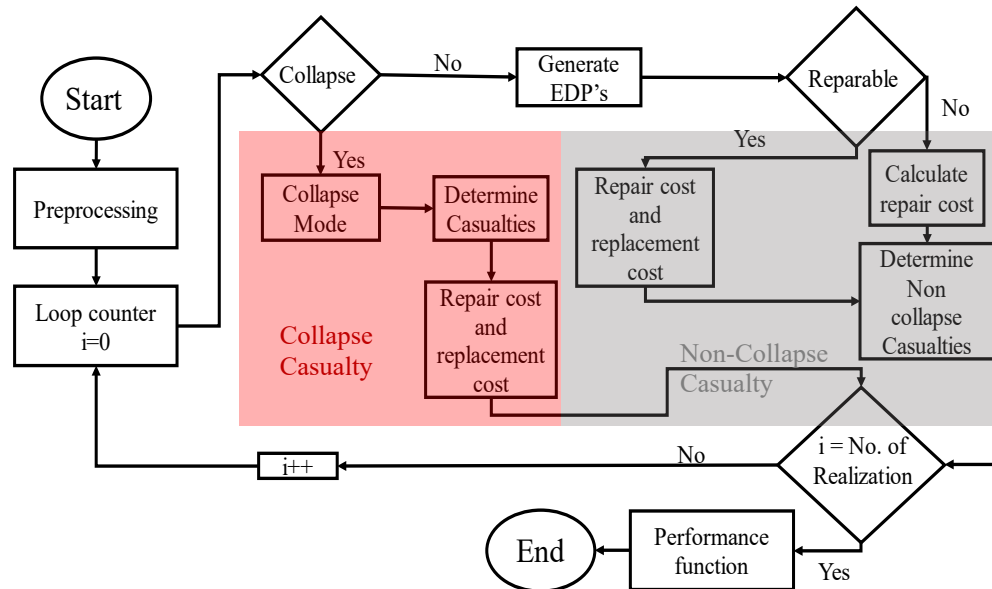 Start
Preprocessing
Loop counter
i=0
Collapse
No
Generate
EDP's
Reparable
No
Yes
Yes
Collapse
Mode
Determine
Casualties
Repair cost
and
replacement
cost
Collapse
Casualty
Repair cost
and
replacement
cost
Calculate
repair cost
Determine
Non
collapse
Casualties
Non-Collapse
Casualty
i = No. of
Realization
No
i++
Yes
Performance
function
End